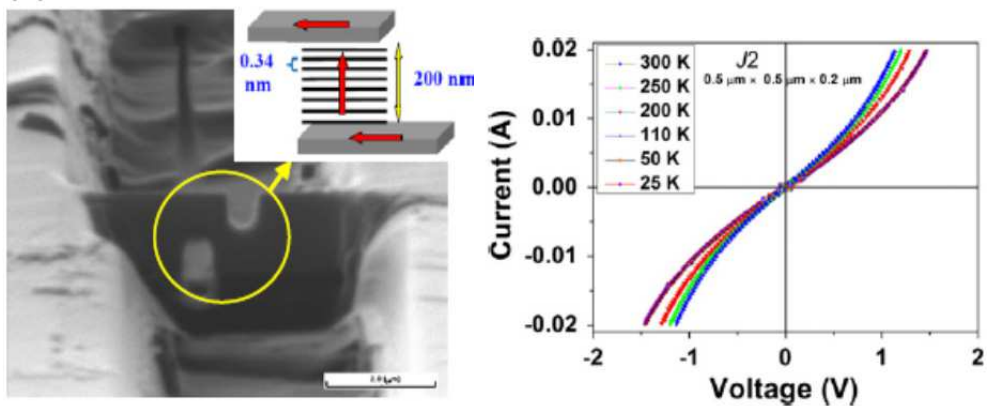 0.34
nm
200 nm
0.02
0.01
0.00
-0.01
-0.02
Current (A)
300 K
250 K
200 K
110 K
50 K
25 K
J2
0.5 μm × 0.5 μm × 0.2 μm
-2
-1
0
1
2
Voltage (V)